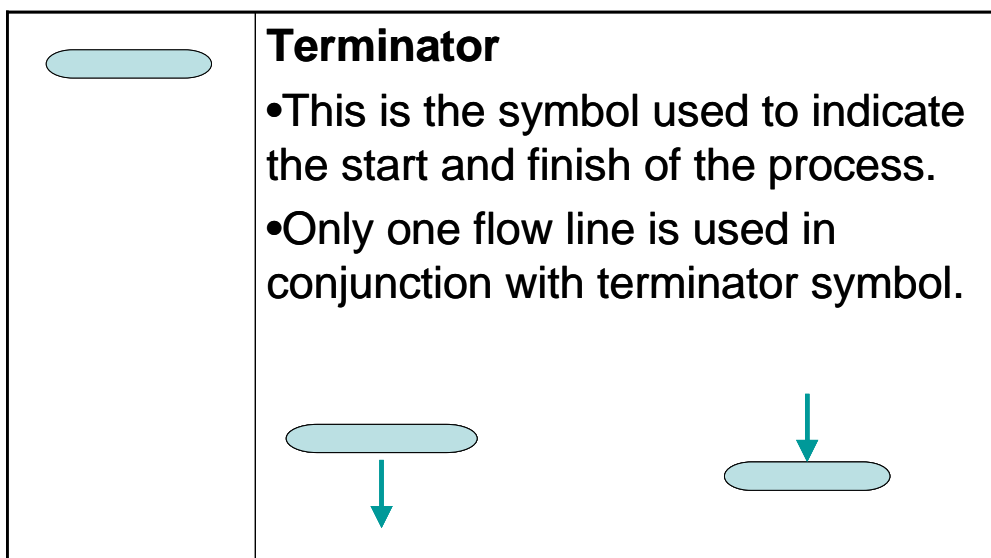 Terminator
•This is the symbol used to indicate
the start and finish of the process.
•Only one flow line is used in
conjunction with terminator symbol.